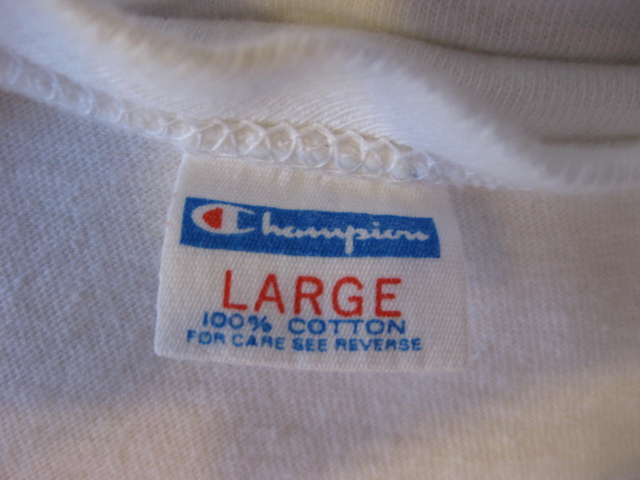 Champion
LARGE
100% COTTON
FOR CARE SEE REVERSE